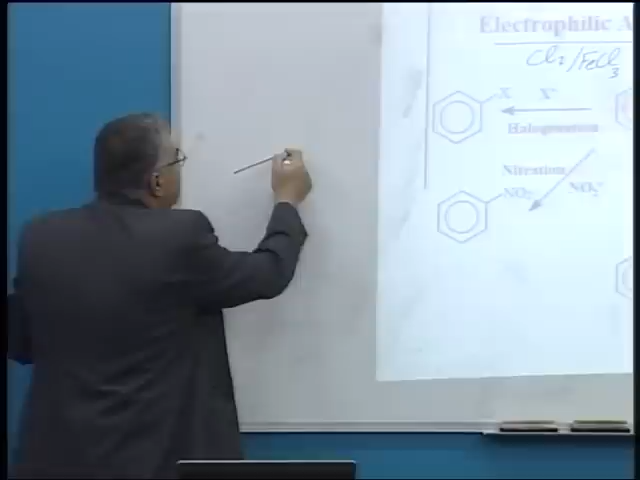 Electrophilic A
Cl2/FeCl3
X X+
Halogenation
Nitration
NO2 NO2+